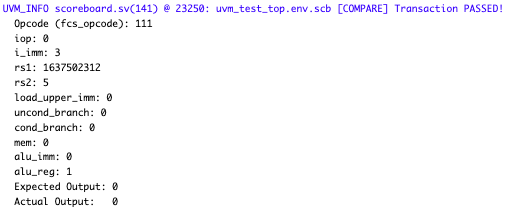 UVM_INFO scoreboard.sv(141) @ 23250: uvm_test_top.env.scb [COMPARE] Transaction PASSED!
Opcode (fcs_opcode): 111
iop: 0
i_imm: 3
rs1: 1637502312
rs2: 5
load_upper_imm: 0
uncond_branch: 0
cond_branch: 0
mem: 0
alu_imm: 0
alu_reg: 1
Expected Output: 0
Actual Output:   0